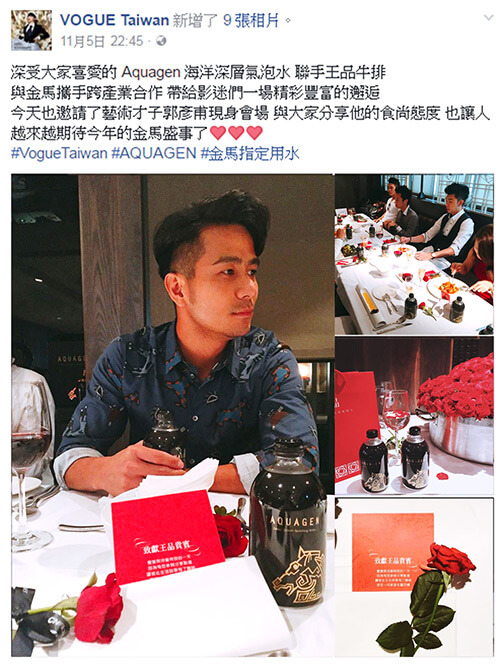 VOGUE Taiwan 新增了 9 張相片。
11月5日 22:45
深受大家喜愛的 Aquagen 海洋深層氣泡水 聯手王品牛排
與金馬攜手跨產業合作 帶給影迷們一場精彩豐富的邂逅
今天也邀請了藝術才子郭彥甫現身會場 與大家分享他的食尚態度 也讓人
越來越期待今年的金馬盛事了❤❤❤
#VogueTaiwan #AQUAGEN #金馬指定用水
AQUAGEN
致獻王品貴賓
AQUAGEN
致獻王品貴賓